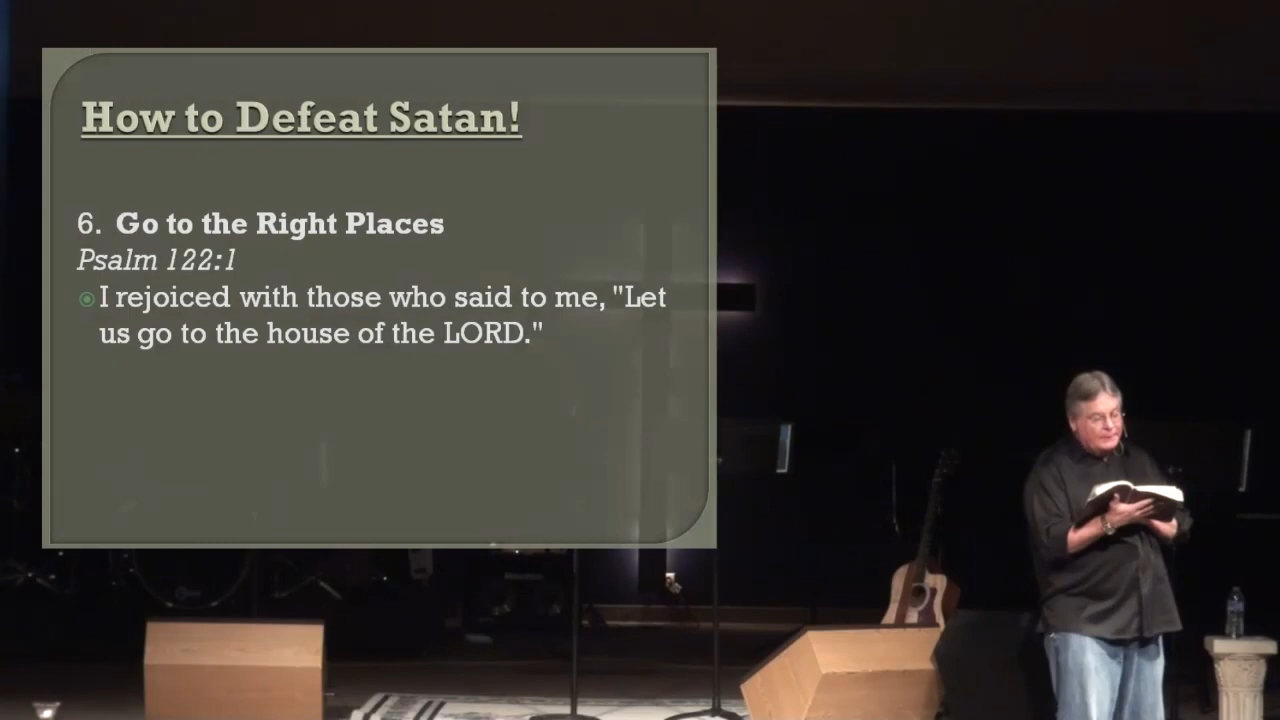 How to Defeat Satan!
6. Go to the Right Places
Psalm 122:1
I rejoiced with those who said to me, "Let
us go to the house of the LORD."